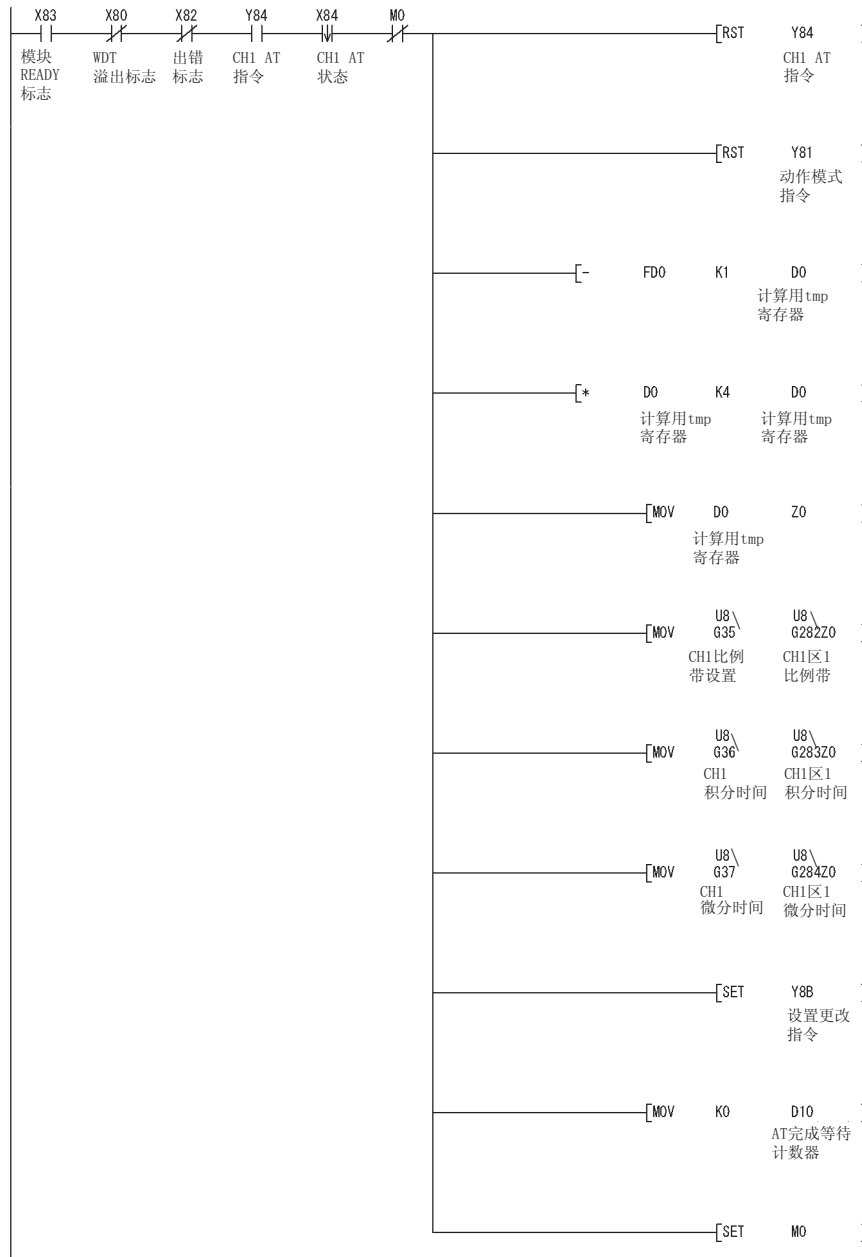 X83 X80 X82 Y84 X84 M0
模块 WDT 出错 CH1 AT CH1 AT
READY 溢出标志 标志 指令 状态
标志
[RST Y84 ]
CH1 AT
指令
[RST Y81 ]
动作模式
指令
[- FD0 K1 D0 ]
计算用tmp
寄存器
[* D0 K4 D0 ]
计算用tmp 计算用tmp
寄存器 寄存器
[MOV D0 Z0 ]
计算用tmp
寄存器
U8\ U8\
[MOV G35 G282Z0 ]
CH1比例 CH1区1
带设置 比例带
U8\ U8\
[MOV G36 G283Z0 ]
CH1 CH1区1
积分时间 积分时间
U8\ U8\
[MOV G37 G284Z0 ]
CH1 CH1区1
微分时间 微分时间
[SET Y8B ]
设置更改
指令
[MOV K0 D10 ]
AT完成等待
计数器
[SET M0 ]